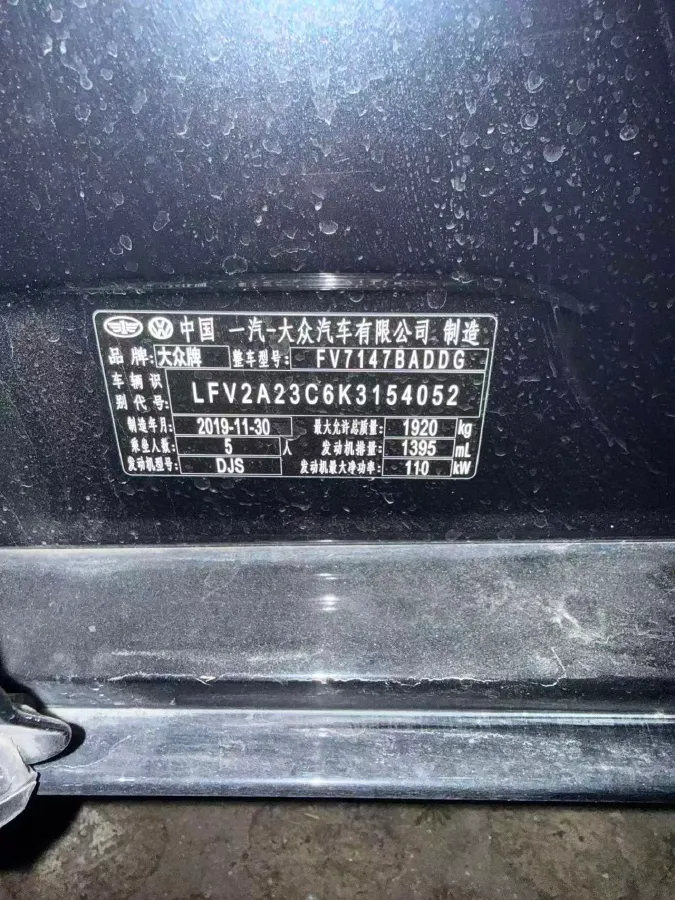 中国 一汽-大众汽车有限公司 制造
品牌: 大众牌 整车型号: FV7147BADDG
车辆识别代号: LFV2A23C6K3154052
制造年月: 2019-11-30 最大允许总质量: 1920 kg
乘坐人数: 5 人 发动机排量: 1395 mL
发动机型号: DJS 发动机最大净功率: 110 kW